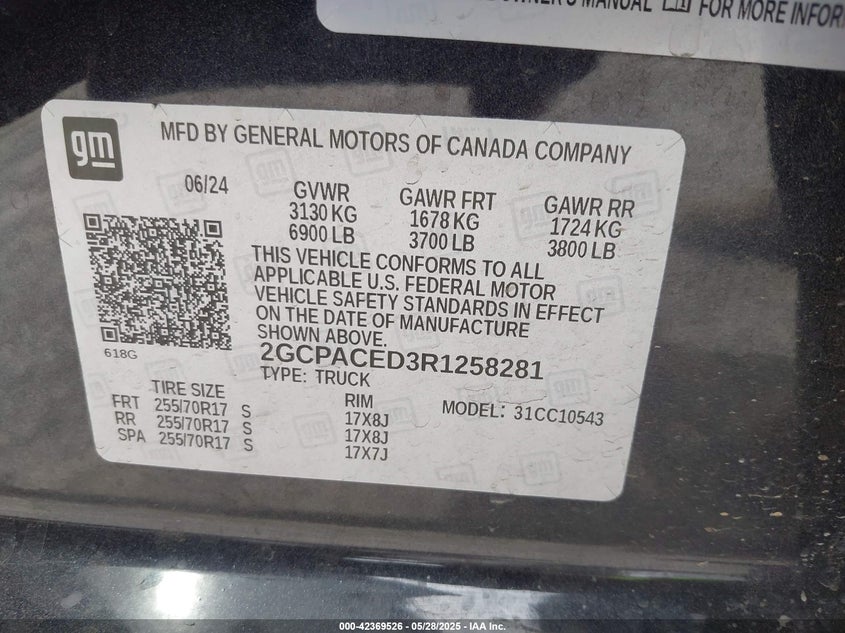 OWNER'S MANUAL FOR MORE INFOR
gm
MFD BY GENERAL MOTORS OF CANADA COMPANY
06/24
GVWR GAWR FRT GAWR RR
3130 KG 1678 KG 1724 KG
6900 LB 3700 LB 3800 LB
THIS VEHICLE CONFORMS TO ALL
APPLICABLE U.S. FEDERAL MOTOR
VEHICLE SAFETY STANDARDS IN EFFECT
ON THE DATE OF MANUFACTURE
SHOWN ABOVE.
618G
2GCPACED3R1258281
TYPE: TRUCK
TIRE SIZE RIM MODEL: 31CC10543
FRT 255/70R17 S 17X8J
RR 255/70R17 S 17X8J
SPA 255/70R17 S 17X7J
000-42369526 - 05/28/2025 - IAA Inc.